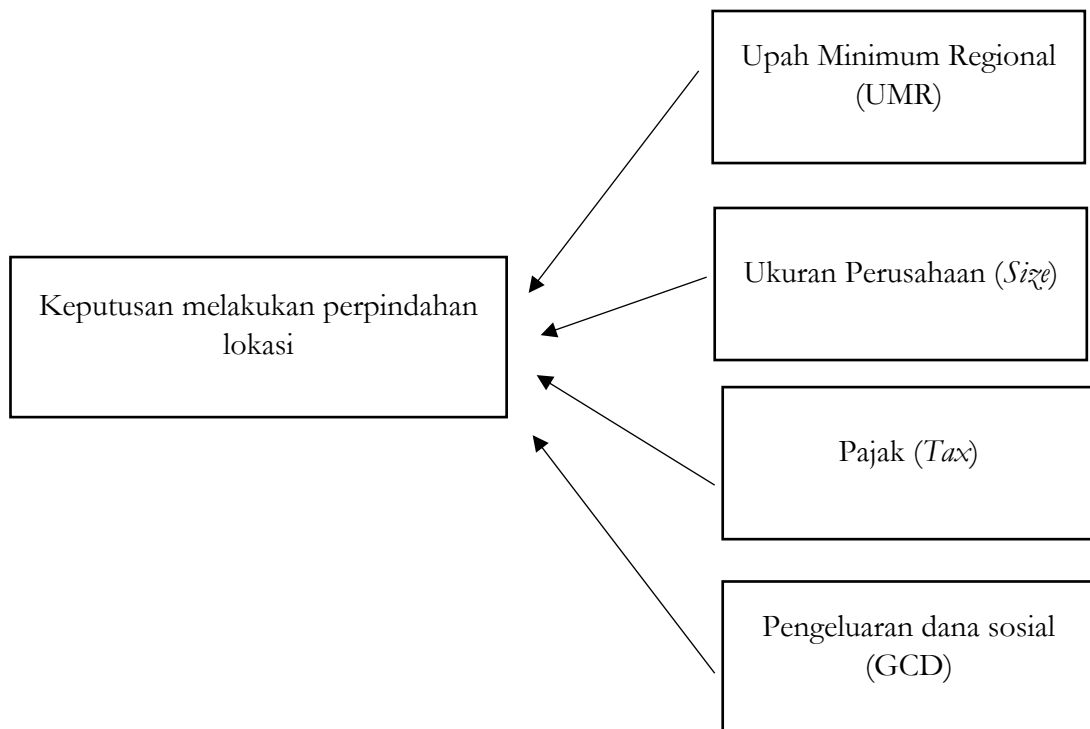 Upah Minimum Regional
(UMR)
Ukuran Perusahaan (Size)
Keputusan melakukan perpindahan
lokasi
Pajak (Tax)
Pengeluaran dana sosial
(GCD)